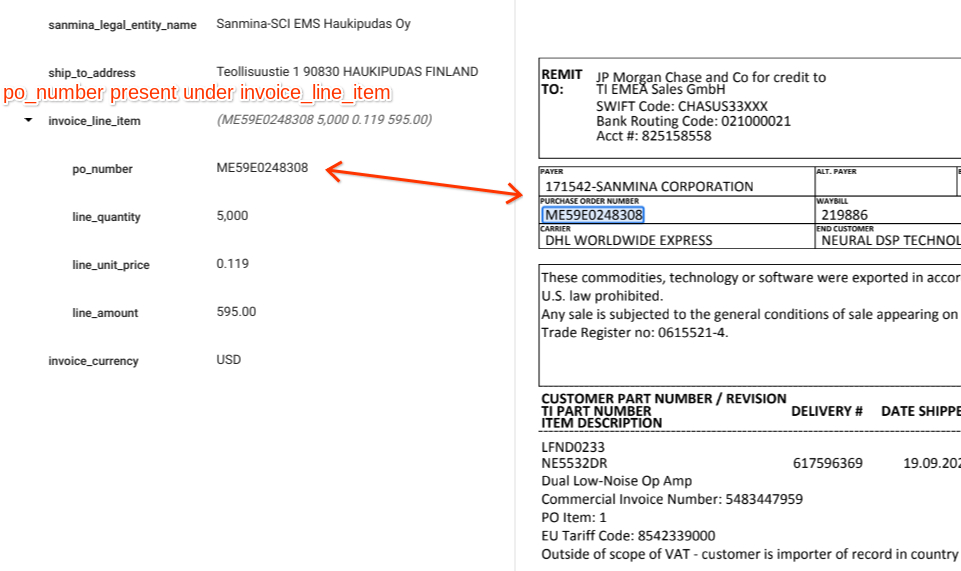 sanmina_legal_entity_name Sanmina-SCI EMS Haukipudas Oy
ship_to_address Teollisuustie 1 90830 HAUKIPUDAS FINLAND
po_number present under invoice_line_item
invoice_line_item (ME59E0248308 5,000 0.119 595.00)
po_number ME59E0248308
line_quantity 5,000
line_unit_price 0.119
line_amount 595.00
invoice_currency USD
REMIT JP Morgan Chase and Co for credit to
TO: TI EMEA Sales GmbH
SWIFT Code: CHASUS33XXX
Bank Routing Code: 021000021
Acct #: 825158558
PAYER ALT. PAYER
171542-SANMINA CORPORATION
PURCHASE ORDER NUMBER WAYBILL
ME59E0248308 219886
CARRIER END CUSTOMER
DHL WORLDWIDE EXPRESS NEURAL DSP TECHNOL
These commodities, technology or software were exported in accor
U.S. law prohibited.
Any sale is subjected to the general conditions of sale appearing on
Trade Register no: 0615521-4.
CUSTOMER PART NUMBER / REVISION
TI PART NUMBER DELIVERY # DATE SHIPPE
ITEM DESCRIPTION
LFND0233
NE5532DR 617596369 19.09.202
Dual Low-Noise Op Amp
Commercial Invoice Number: 5483447959
PO Item: 1
EU Tariff Code: 8542339000
Outside of scope of VAT - customer is importer of record in country